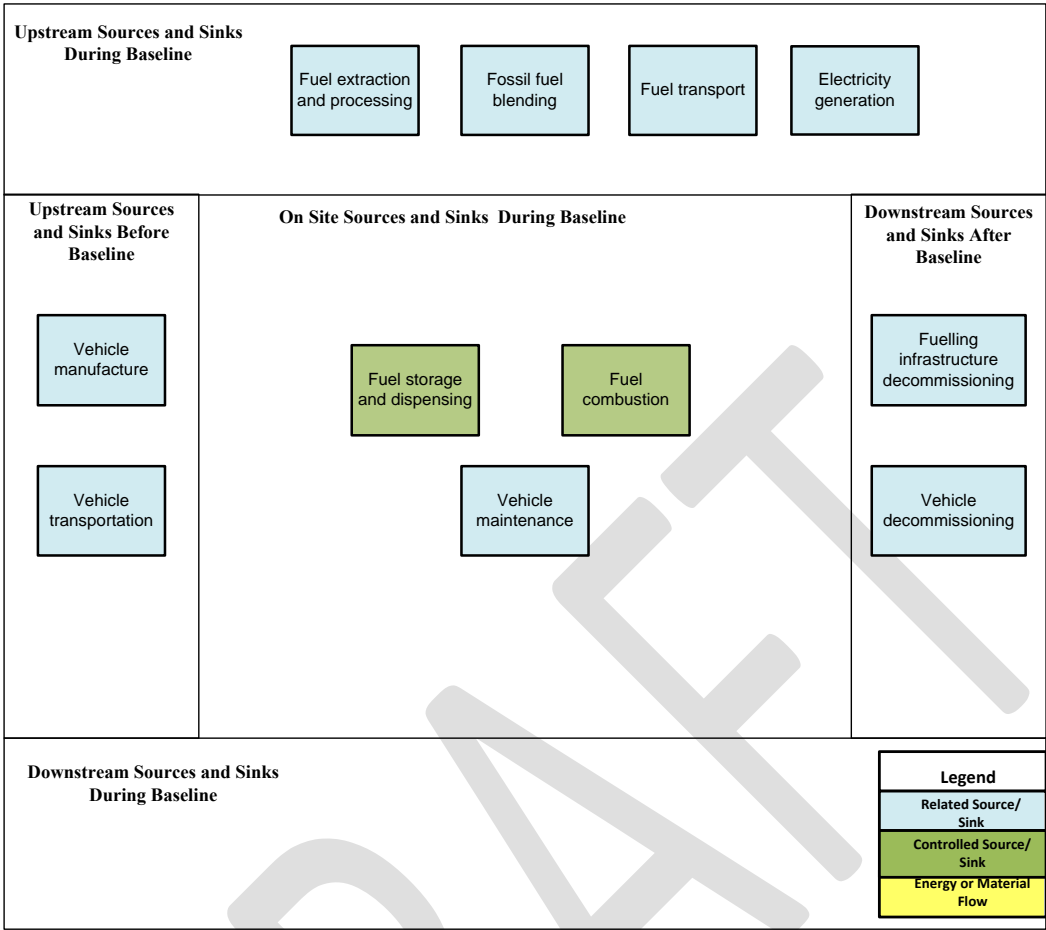 Upstream Sources and Sinks
During Baseline
Fuel extraction
and processing
Fossil fuel
blending
Fuel transport
Electricity
generation
Upstream Sources
and Sinks Before
Baseline
On Site Sources and Sinks During Baseline
Downstream Sources
and Sinks After
Baseline
Vehicle
manufacture
Fuel storage
and dispensing
Fuel
combustion
Fuelling
infrastructure
decommissioning
Vehicle
transportation
Vehicle
maintenance
Vehicle
decommissioning
Downstream Sources and Sinks
During Baseline
Legend
Related Source/
Sink
Controlled Source/
Sink
Energy or Material
Flow
DRAFT